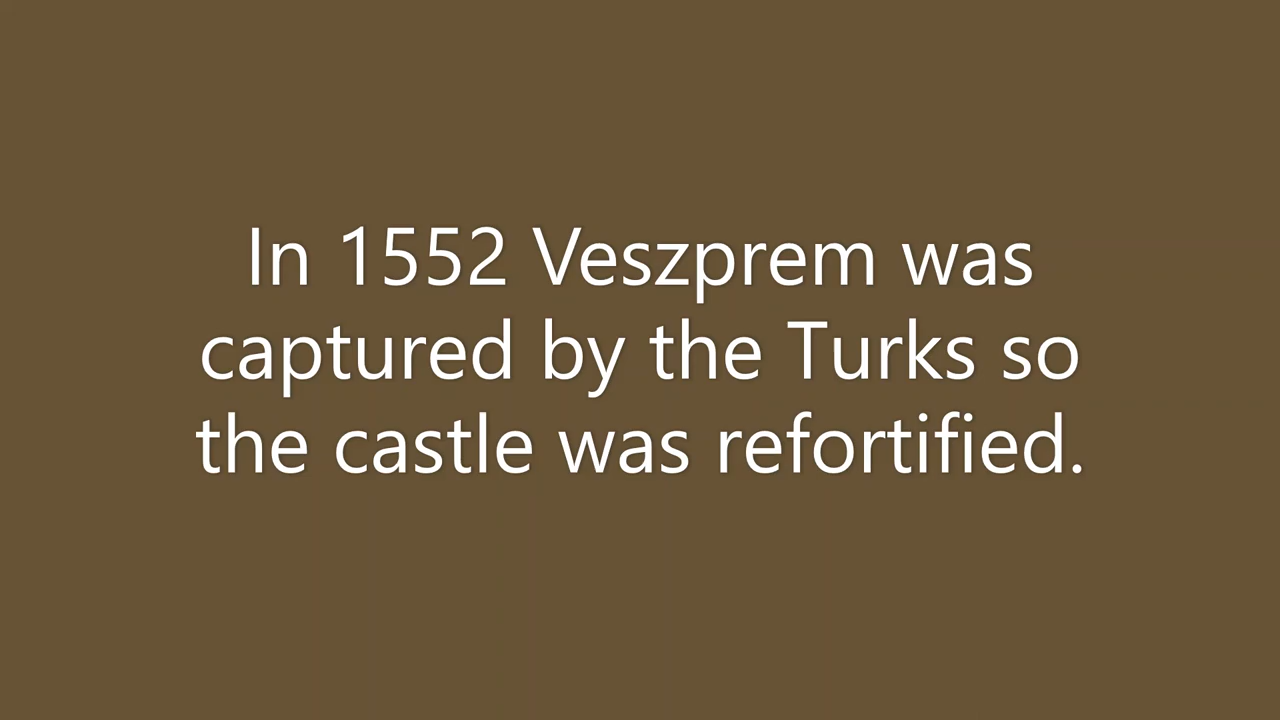 In 1552 Veszprem was
captured by the Turks so
the castle was refortified.